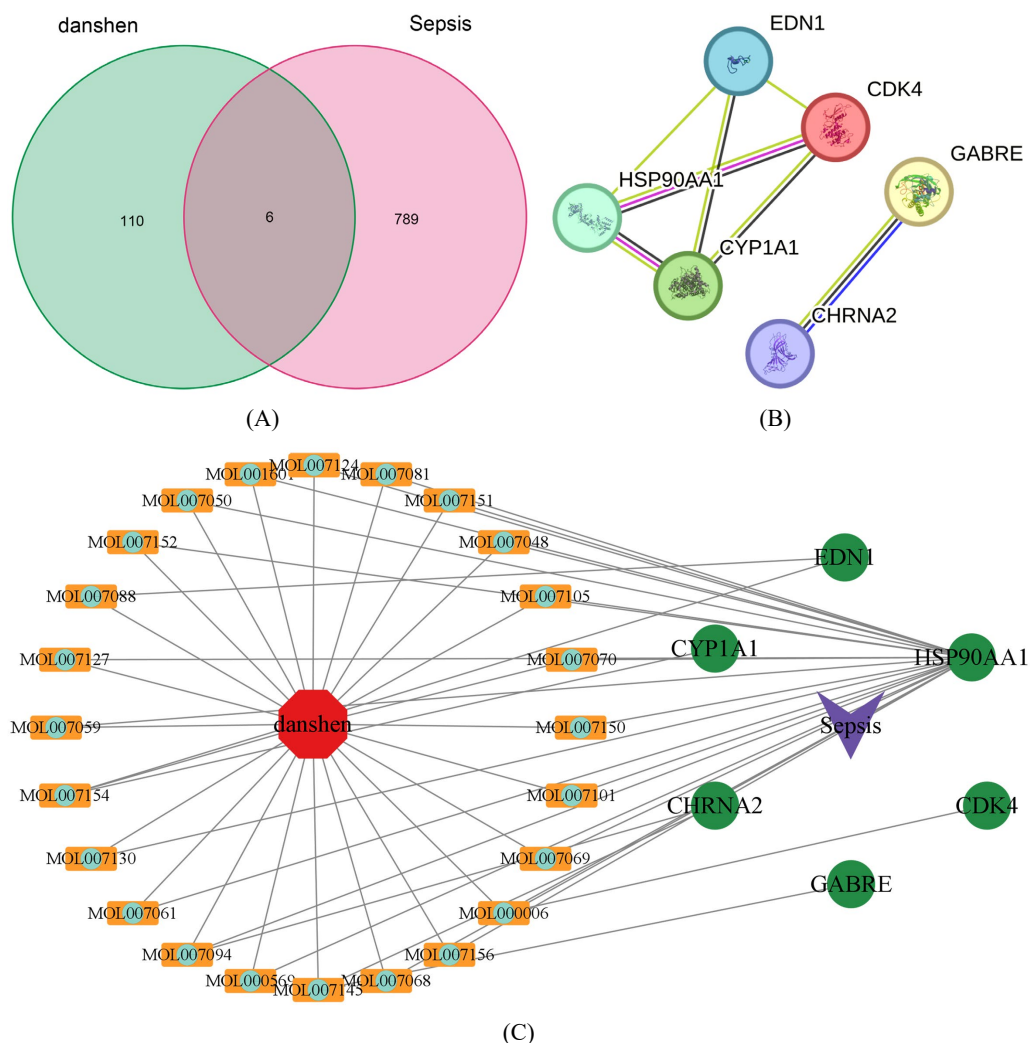 danshen
Sepsis
110
6
789
(A)
EDN1
CDK4
GABRE
HSP90AA1
CYP1A1
CHRNA2
(B)
MOL007124
MOL001601
MOL007081
MOL007050
MOL007151
MOL007152
MOL007048
MOL007088
MOL007105
MOL007127
MOL007070
MOL007059
MOL007150
MOL007154
MOL007101
MOL007130
MOL007069
MOL007061
MOL000006
MOL007094
MOL007156
MOL000569
MOL007145
MOL007068
danshen
EDN1
CYP1A1
HSP90AA1
Sepsis
CHRNA2
CDK4
GABRE
(C)